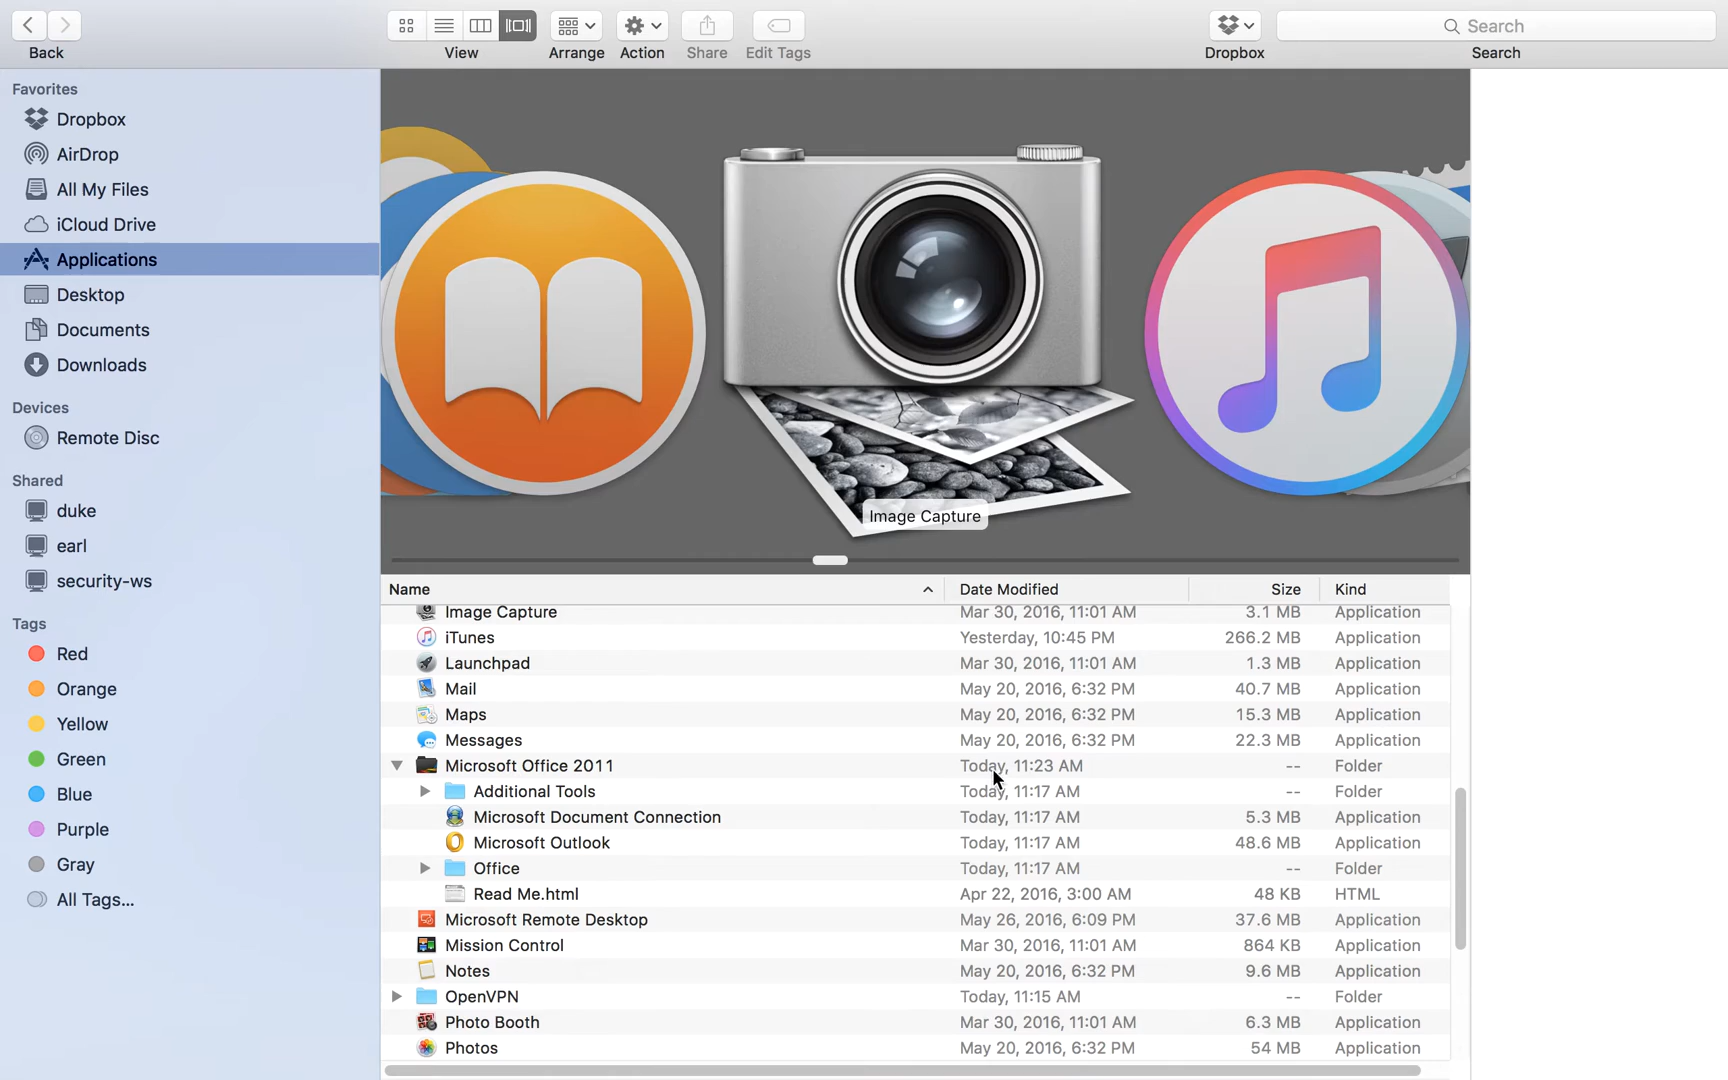 Back
View
Arrange
Action
Share
Edit Tags
Dropbox
Search
Search
Favorites
Dropbox
AirDrop
All My Files
iCloud Drive
Applications
Desktop
Documents
Downloads
Devices
Remote Disc
Shared
duke
earl
security-ws
Tags
Red
Orange
Yellow
Green
Blue
Purple
Gray
All Tags...
Image Capture
Name Date Modified Size Kind
Image Capture Mar 30, 2016, 11:01 AM 3.1 MB Application
iTunes Yesterday, 10:45 PM 266.2 MB Application
Launchpad Mar 30, 2016, 11:01 AM 1.3 MB Application
Mail May 20, 2016, 6:32 PM 40.7 MB Application
Maps May 20, 2016, 6:32 PM 15.3 MB Application
Messages May 20, 2016, 6:32 PM 22.3 MB Application
Microsoft Office 2011 Today, 11:23 AM -- Folder
Additional Tools Today, 11:17 AM -- Folder
Microsoft Document Connection Today, 11:17 AM 5.3 MB Application
Microsoft Outlook Today, 11:17 AM 48.6 MB Application
Office Today, 11:17 AM -- Folder
Read Me.html Apr 22, 2016, 3:00 AM 48 KB HTML
Microsoft Remote Desktop May 26, 2016, 6:09 PM 37.6 MB Application
Mission Control Mar 30, 2016, 11:01 AM 864 KB Application
Notes May 20, 2016, 6:32 PM 9.6 MB Application
OpenVPN Today, 11:15 AM -- Folder
Photo Booth Mar 30, 2016, 11:01 AM 6.3 MB Application
Photos May 20, 2016, 6:32 PM 54 MB Application